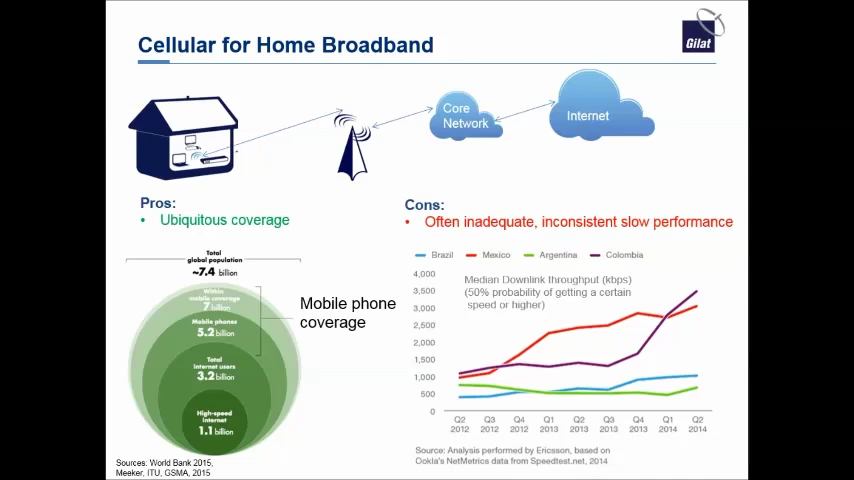 Cellular for Home Broadband
Gilat
Core
Network
Internet
Pros:
• Ubiquitous coverage
Cons:
• Often inadequate, inconsistent slow performance
Total
global population
~7.4 billion
Within
mobile coverage
7 billion
Mobile phones
5.2 billion
Total
internet users
3.2 billion
High-speed
internet
1.1 billion
Mobile phone
coverage
Sources: World Bank 2015,
Meeker, ITU, GSMA, 2015
Brazil Mexico Argentina Colombia
Median Downlink throughput (kbps)
(50% probability of getting a certain
speed or higher)
4,000
3,500
3,000
2,500
2,000
1,500
1,000
500
0
Q2 Q3 Q4 Q1 Q2 Q3 Q4 Q1 Q2
2012 2012 2012 2013 2013 2013 2013 2014 2014
Source: Analysis performed by Ericsson, based on
Ookla's NetMetrics data from Speedtest.net, 2014